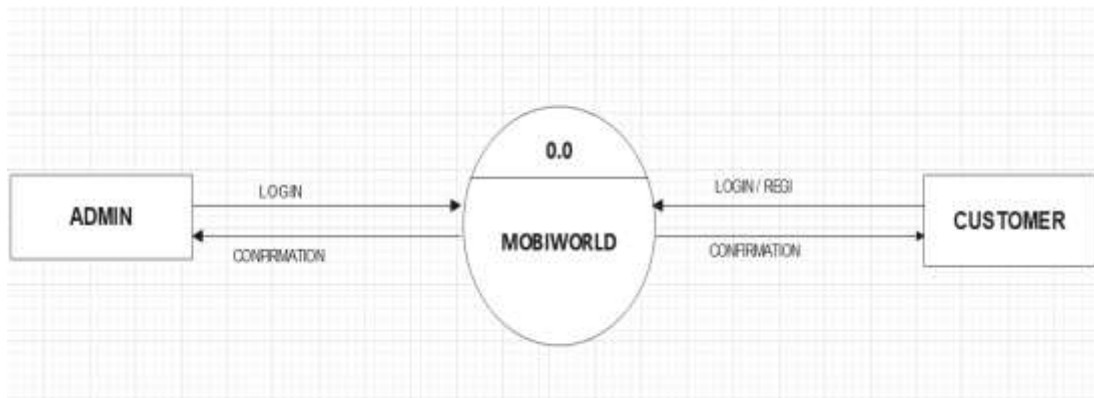 0.0
LOGIN
LOGIN / REGI
ADMIN
CUSTOMER
MOBIWORLD
CONFIRMATION
CONFIRMATION